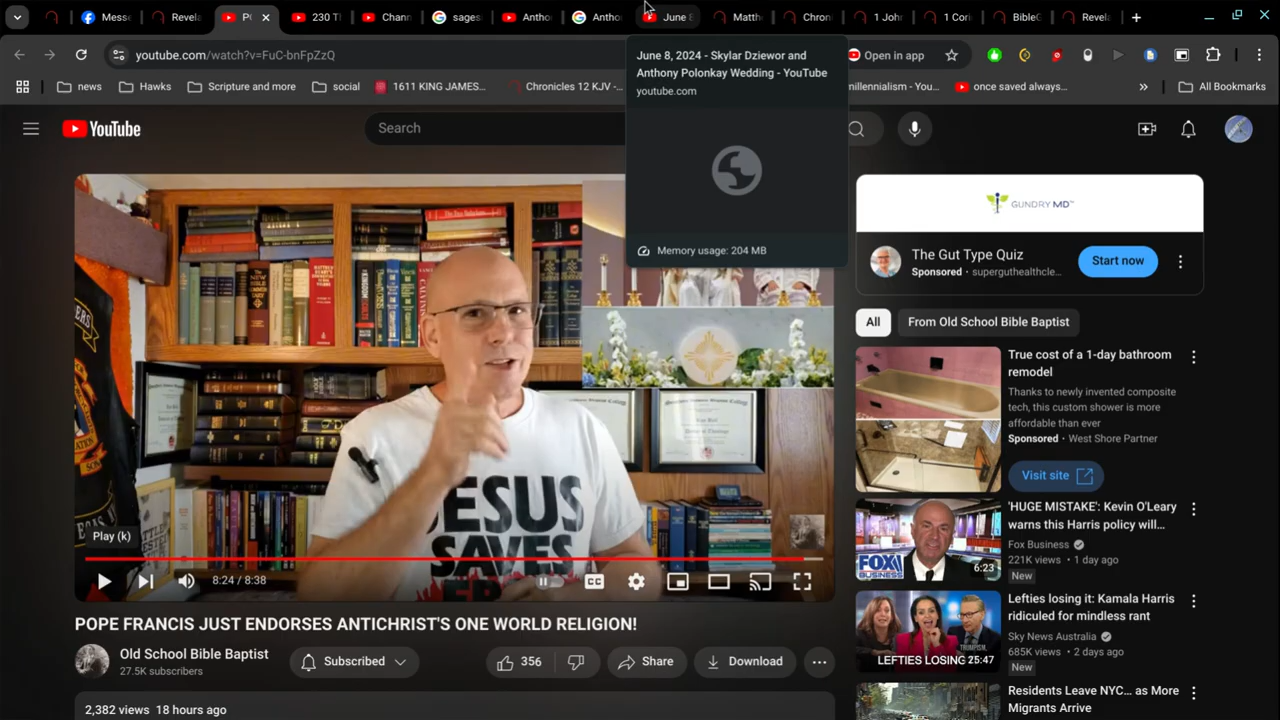 Messe
Revela
P(
230 T
Chann
sages
Antho
Antho
June 8
Matth
Chron
1 John
1 Cori
BibleG
Revela
youtube.com/watch?v=FuC-bnFpZzQ
Open in app
news
Hawks
Scripture and more
social
1611 KING JAMES...
Chronicles 12 KJV -...
millennialism - You...
once saved always...
All Bookmarks
June 8, 2024 - Skylar Dziewor and
Anthony Polonkay Wedding - YouTube
youtube.com
Memory usage: 204 MB
YouTube
Search
JESUS
SAVES
Play (k)
8:24 / 8:38
CC
POPE FRANCIS JUST ENDORSES ANTICHRIST'S ONE WORLD RELIGION!
Old School Bible Baptist
27.5K subscribers
Subscribed
356
Share
Download
2,382 views 18 hours ago
GUNDRY MD™
The Gut Type Quiz
Sponsored • superguthealthcle...
Start now
All
From Old School Bible Baptist
True cost of a 1-day bathroom
remodel
Thanks to newly invented composite
tech, this custom shower is more
affordable than ever
Sponsored • West Shore Partner
Visit site
FOX
BUSINESS
6:23
'HUGE MISTAKE': Kevin O'Leary
warns this Harris policy will...
Fox Business
221K views • 1 day ago
New
LEFTIES LOSING
25:47
Lefties losing it: Kamala Harris
ridiculed for mindless rant
Sky News Australia
685K views • 2 days ago
New
Residents Leave NYC... as More
Migrants Arrive